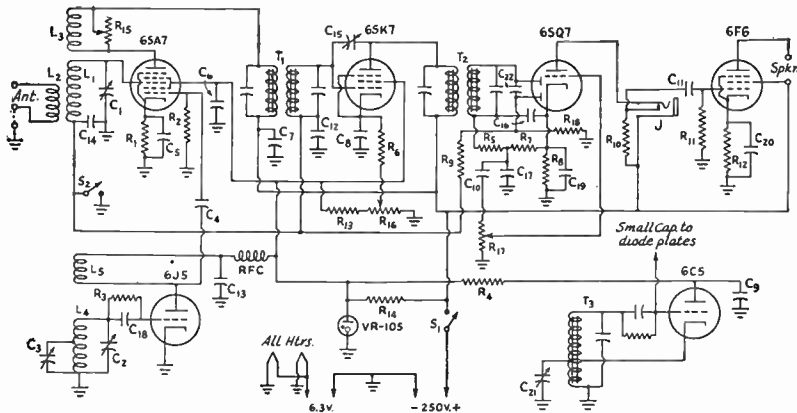 L3
R15
6SA7
L2
L1
Ant.
C1
C14
R1
C5
R2
S2
C6
C4
T1
C7
C12
C15
6SK7
C8
R6
R13
R16
T2
C22
C16
R5
R7
R9
C10
C17
R17
6SQ7
R18
R8
C19
R10
J
C11
R11
6F6
R12
C20
Spkr.
L5
6J5
R3
L4
C3
C2
C18
C13
RFC
R14
VR-105
S1
R4
All Htrs.
6.3v.
-250v.+
Small Cap. to
diode plates
T3
C21
6C5
C9